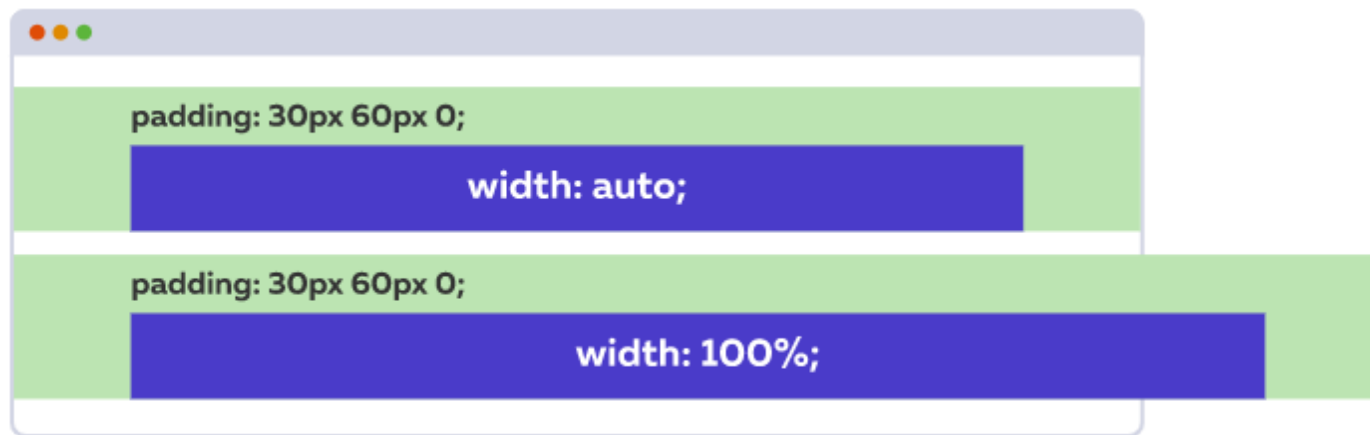 padding: 30px 60px 0;
width: auto;
padding: 30px 60px 0;
width: 100%;